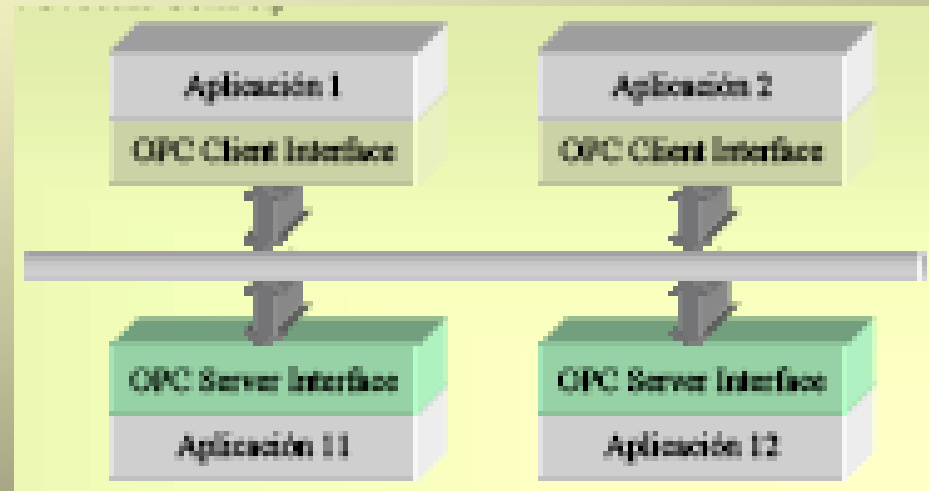 Aplicación 1
Aplicación 2
OPC Client Interface
OPC Client Interface
OPC Server Interface
OPC Server Interface
Aplicación 11
Aplicación 12